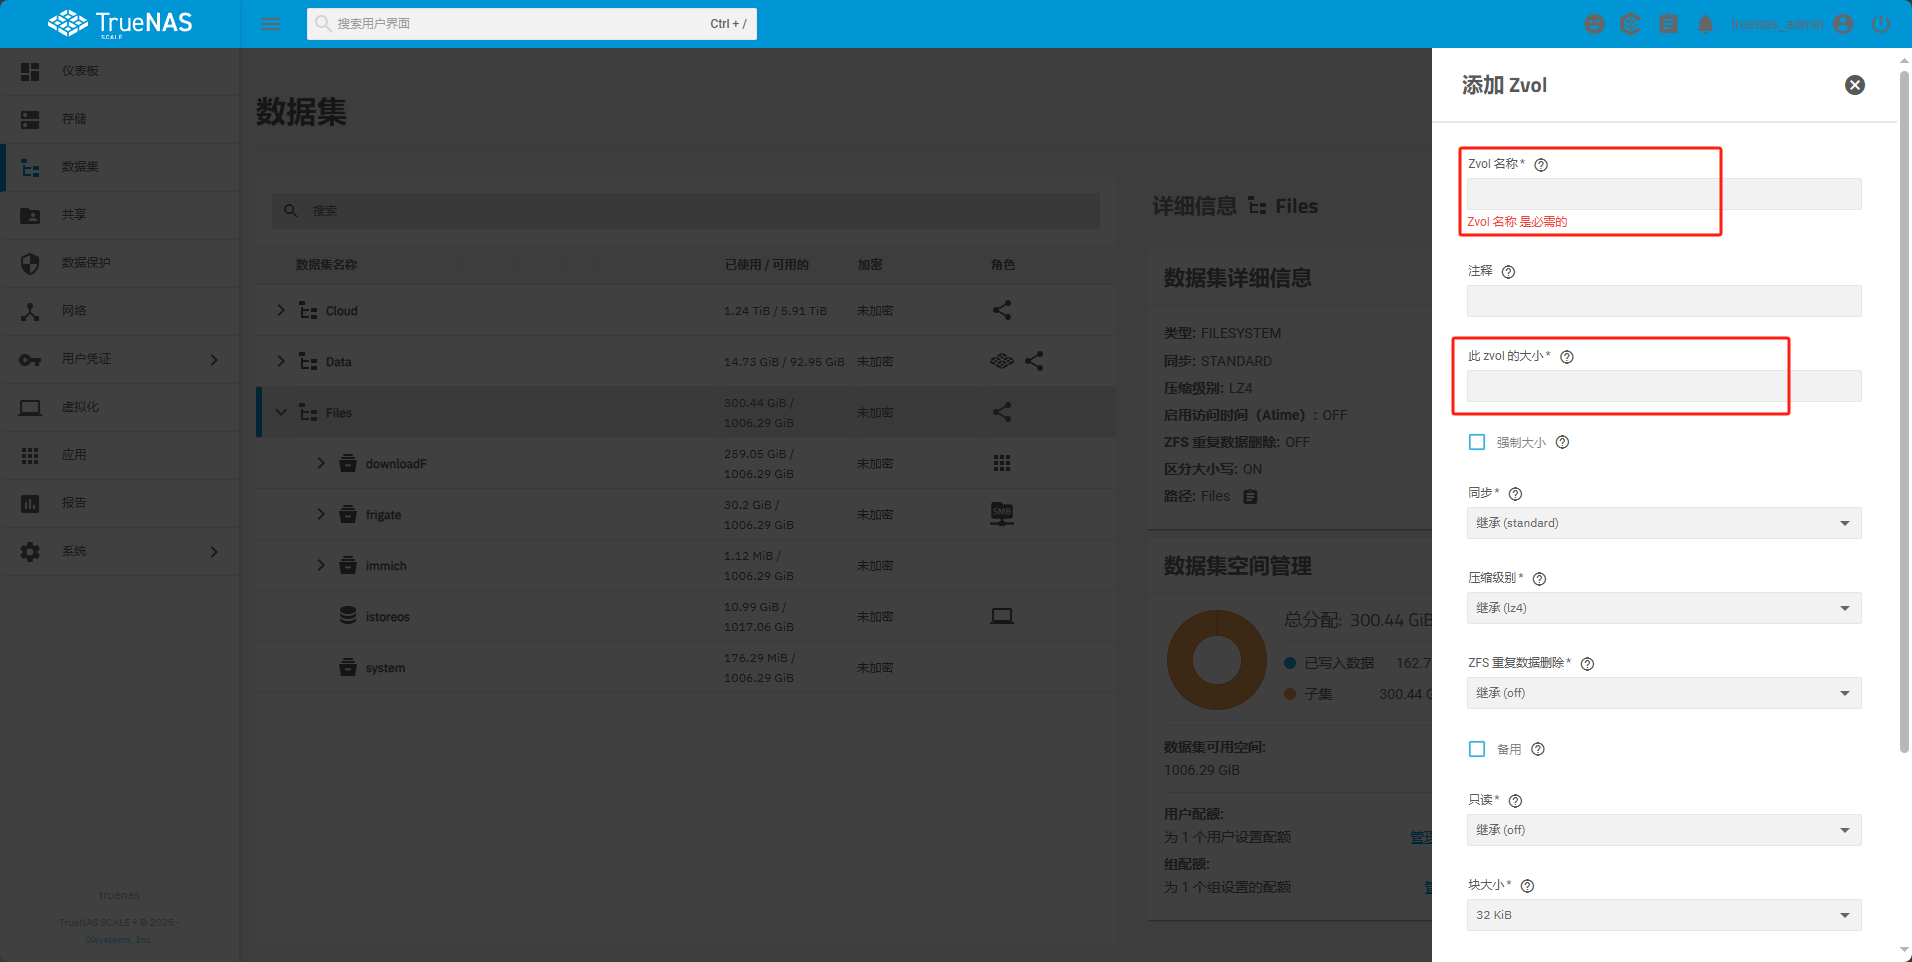 TrueNAS
SCALE
搜索用户界面
Ctrl + /
truenas_admin
仪表板
存储
数据集
共享
数据保护
网络
用户凭证
虚拟化
应用
报告
系统
truenas
TrueNAS SCALE ® © 2025 -
iXsystems, Inc.
数据集
搜索
数据集名称
已使用 / 可用的
加密
角色
Cloud
1.24 TiB / 5.91 TiB
未加密
Data
14.73 GiB / 92.95 GiB
未加密
Files
300.44 GiB /
1006.29 GiB
未加密
downloadF
259.05 GiB /
1006.29 GiB
未加密
frigate
30.2 GiB /
1006.29 GiB
未加密
SMB
immich
1.12 MiB /
1006.29 GiB
未加密
istoreos
10.99 GiB /
1017.06 GiB
未加密
system
176.29 MiB /
1006.29 GiB
未加密
详细信息 Files
数据集详细信息
类型: FILESYSTEM
同步: STANDARD
压缩级别: LZ4
启用访问时间（Atime）: OFF
ZFS 重复数据删除: OFF
区分大小写: ON
路径: Files
数据集空间管理
总分配: 300.44 GiB
已写入数据 162.7
子集 300.44 G
数据集可用空间:
1006.29 GiB
用户配额:
为 1 个用户设置配额
管理
组配额:
为 1 个组设置的配额
管
添加 Zvol
Zvol 名称 *
Zvol 名称 是必需的
注释
此 zvol 的大小 *
强制大小
同步 *
继承 (standard)
压缩级别 *
继承 (lz4)
ZFS 重复数据删除 *
继承 (off)
备用
只读 *
继承 (off)
块大小 *
32 KiB